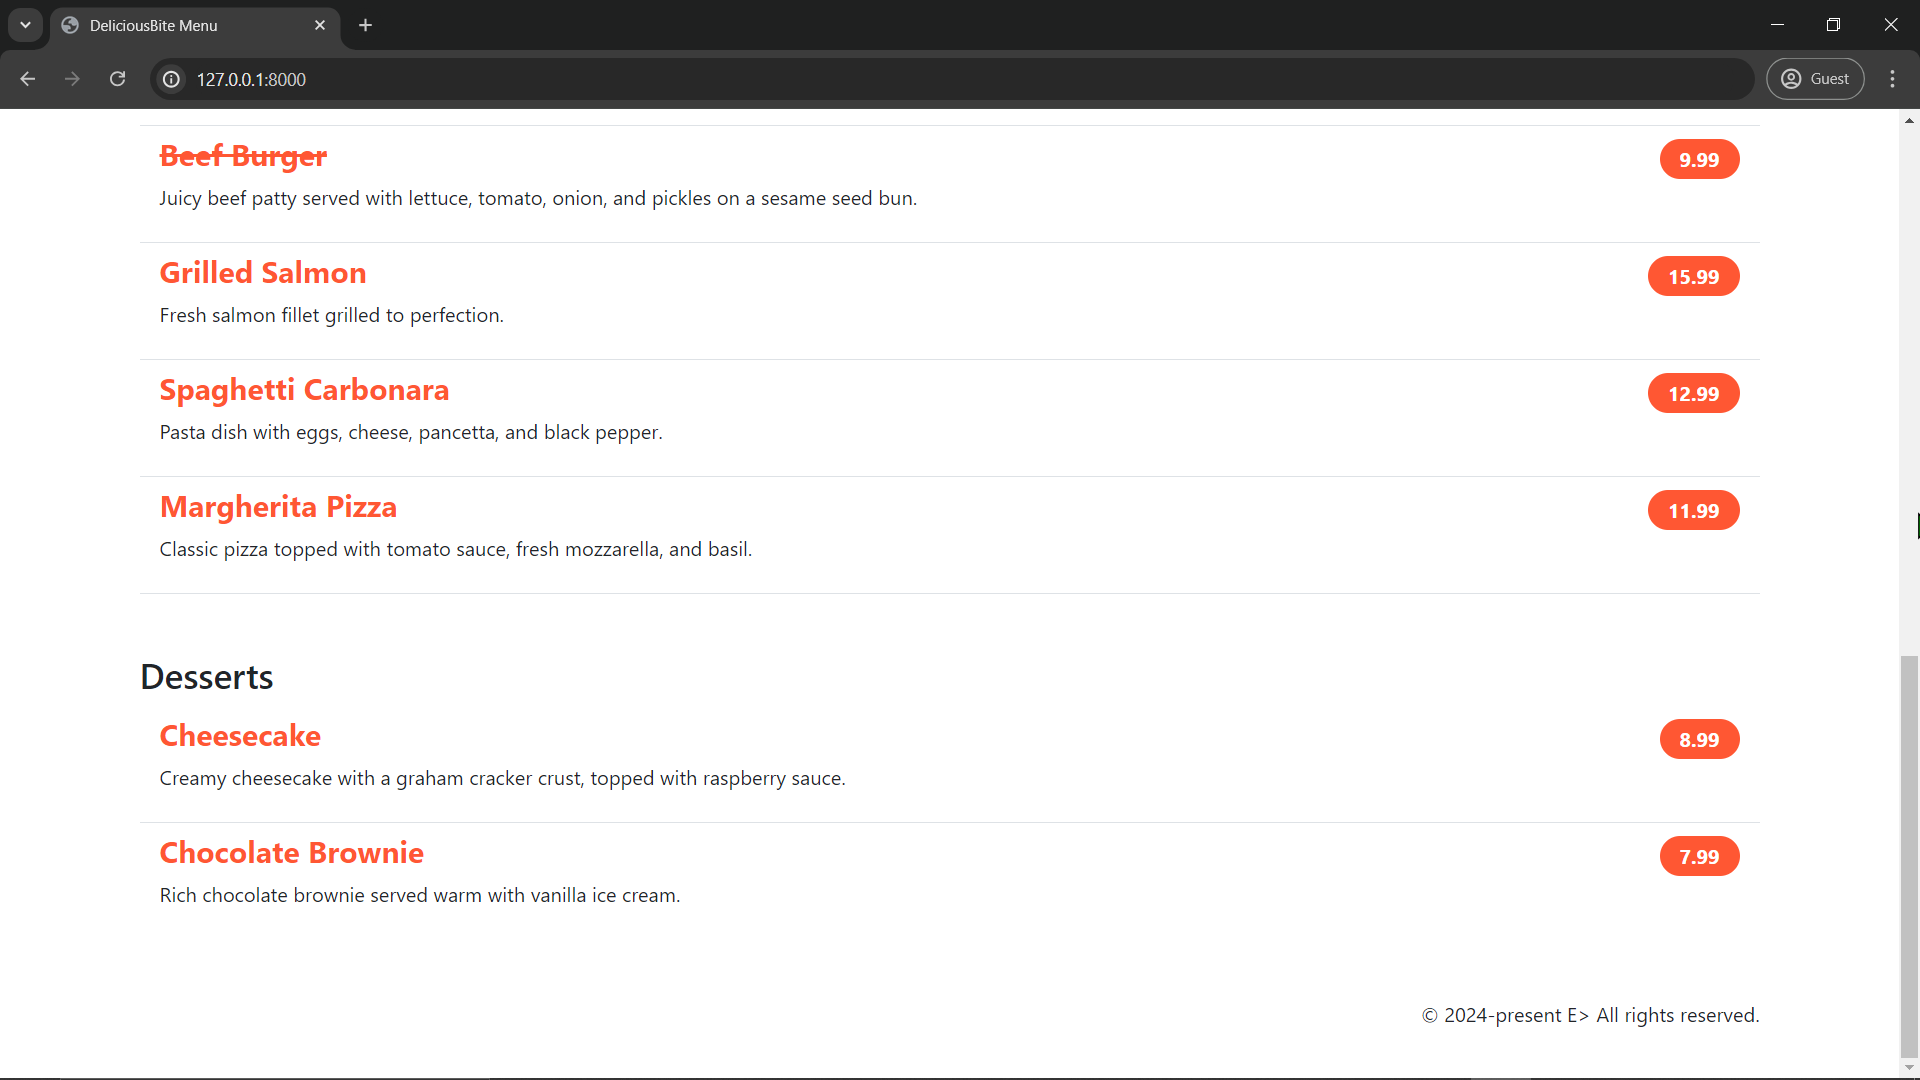 DeliciousBite Menu
127.0.0.1:8000
Guest
Beef Burger
9.99
Juicy beef patty served with lettuce, tomato, onion, and pickles on a sesame seed bun.
Grilled Salmon
15.99
Fresh salmon fillet grilled to perfection.
Spaghetti Carbonara
12.99
Pasta dish with eggs, cheese, pancetta, and black pepper.
Margherita Pizza
11.99
Classic pizza topped with tomato sauce, fresh mozzarella, and basil.
Desserts
Cheesecake
8.99
Creamy cheesecake with a graham cracker crust, topped with raspberry sauce.
Chocolate Brownie
7.99
Rich chocolate brownie served warm with vanilla ice cream.
© 2024-present E> All rights reserved.